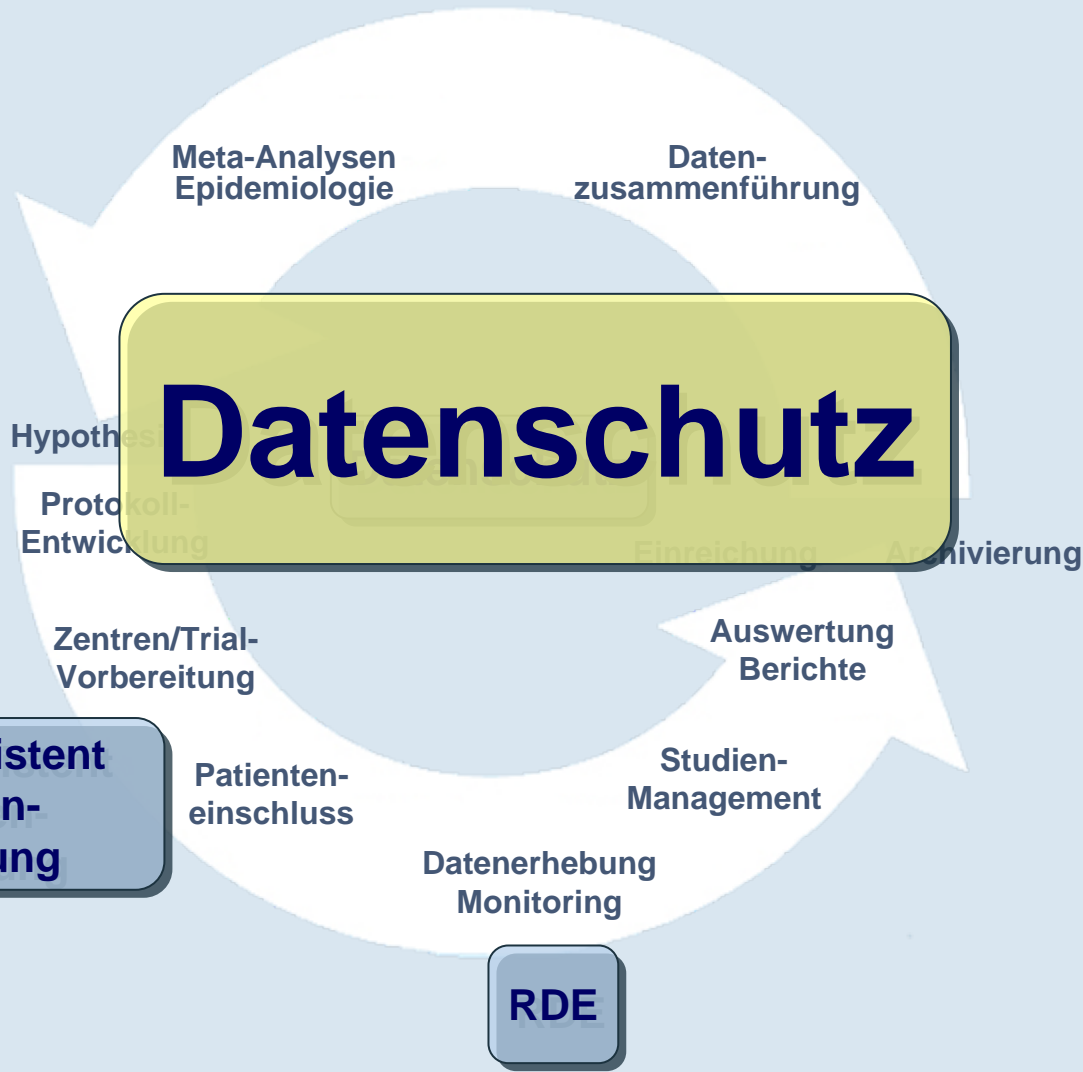 Meta-Analysen
Epidemiologie
Daten-
zusammenführung
Datenschutz
Hypothesi
Protokoll-
Entwicklung
Einreichung
Archivierung
Zentren/Trial-
Vorbereitung
Auswertung
Berichte
istent
n-
ung
Patienten-
einschluss
Studien-
Management
Datenerhebung
Monitoring
RDE